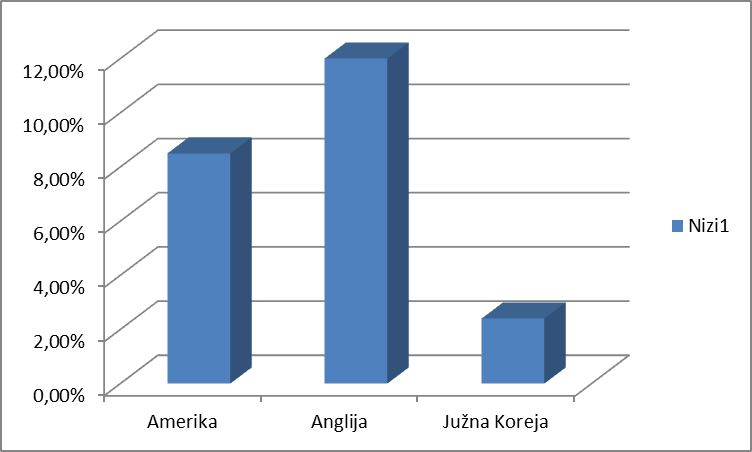 12,00%
10,00%
8,00%
6,00%
4,00%
2,00%
0,00%
Amerika
Anglija
Južna Koreja
Nizi1